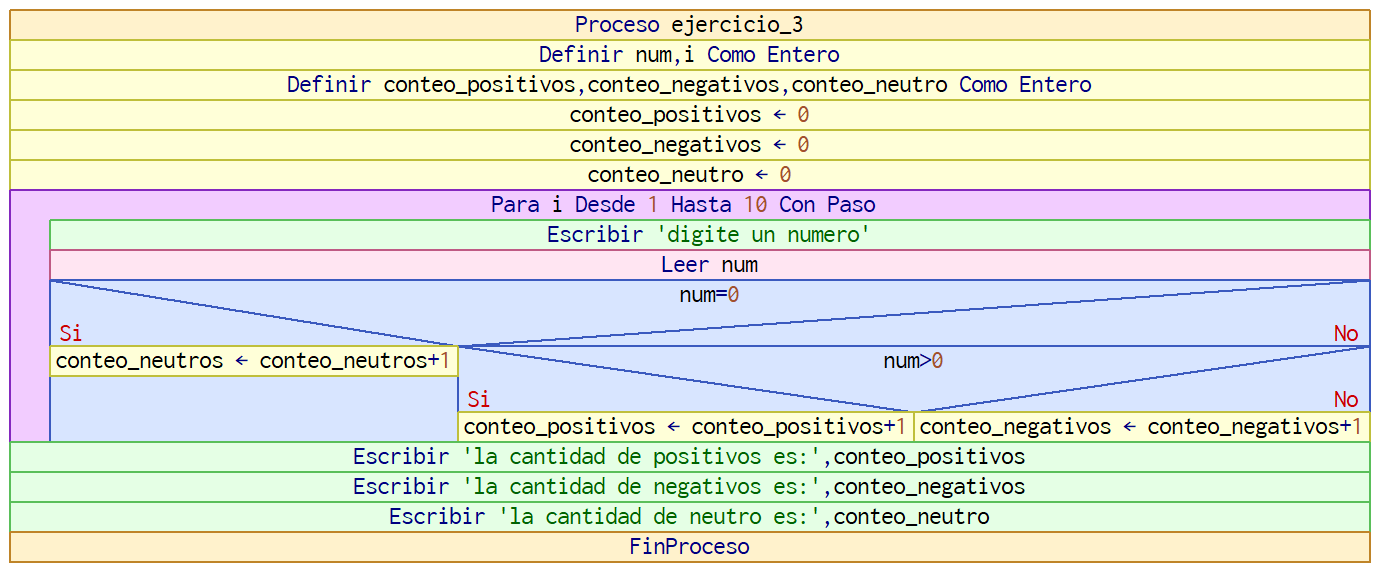 Proceso ejercicio_3
Definir num,i Como Entero
Definir conteo_positivos,conteo_negativos,conteo_neutro Como Entero
conteo_positivos ← 0
conteo_negativos ← 0
conteo_neutro ← 0
Para i Desde 1 Hasta 10 Con Paso
Escribir 'digite un numero'
Leer num
num=0
Si No
conteo_neutros ← conteo_neutros+1 num>0
Si No
conteo_positivos ← conteo_positivos+1 conteo_negativos ← conteo_negativos+1
Escribir 'la cantidad de positivos es:',conteo_positivos
Escribir 'la cantidad de negativos es:',conteo_negativos
Escribir 'la cantidad de neutro es:',conteo_neutro
FinProceso